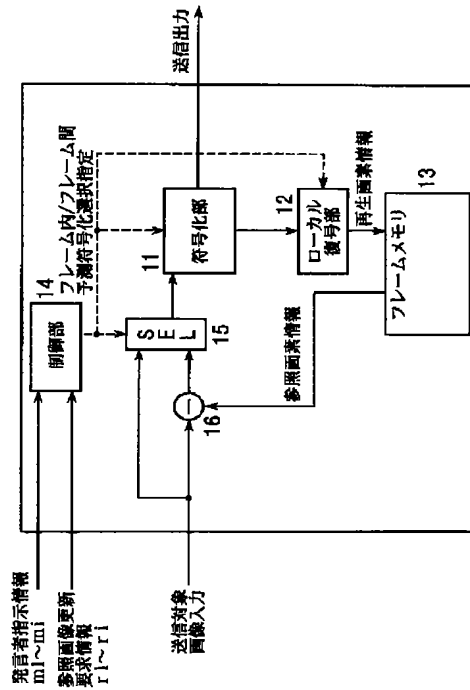 発言者指示情報
m1~mi
参照画像更新
要求情報
r1~ri
送信対象
画像入力
制御部
14
フレーム内/フレーム間
予測符号化選択指定
SEL
15
16
符号化部
11
送信出力
ローカル
復号部
12
再生画素情報
参照画素情報
フレームメモリ
13